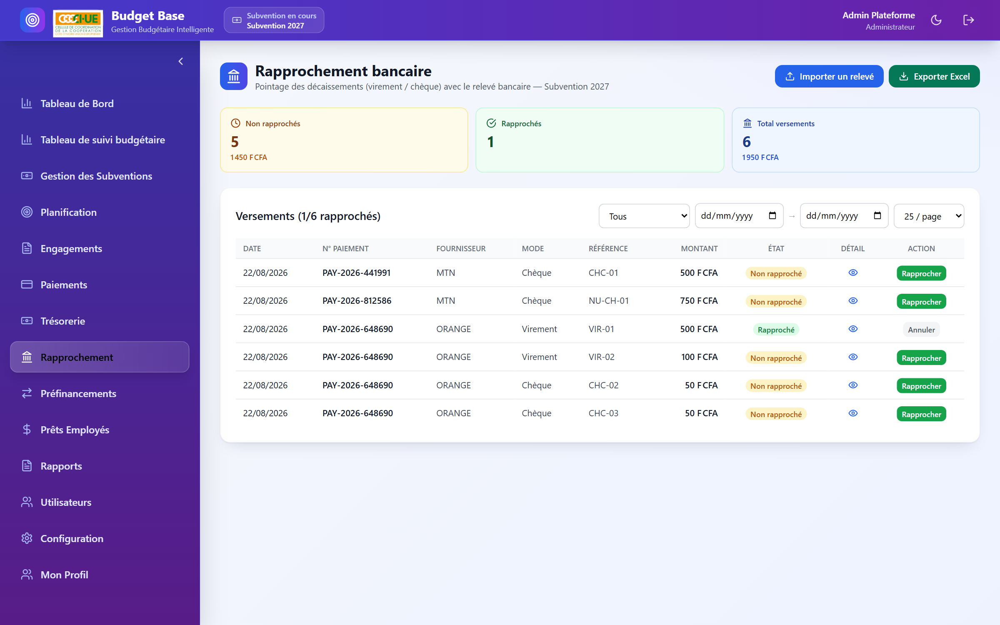 CECCI-UE
CELLULE DE COORDINATION
DE LA COOPERATION
COTE D'IVOIRE-UNION EUROPEENNE
Budget Base
Gestion Budgétaire Intelligente
Subvention en cours
Subvention 2027
Admin Plateforme
Administrateur
Tableau de Bord
Tableau de suivi budgétaire
Gestion des Subventions
Planification
Engagements
Paiements
Trésorerie
Rapprochement
Préfinancements
Prêts Employés
Rapports
Utilisateurs
Configuration
Mon Profil
Rapprochement bancaire
Pointage des décaissements (virement / chèque) avec le relevé bancaire — Subvention 2027
Importer un relevé
Exporter Excel
Non rapprochés
5
1 450 F CFA
Rapprochés
1
Total versements
6
1 950 F CFA
Versements (1/6 rapprochés)
Tous
dd/mm/yyyy
→
dd/mm/yyyy
25 / page
DATE N° PAIEMENT FOURNISSEUR MODE RÉFÉRENCE MONTANT ÉTAT DÉTAIL ACTION
22/08/2026 PAY-2026-441991 MTN Chèque CHC-01 500 F CFA Non rapproché Rapprocher
22/08/2026 PAY-2026-812586 MTN Chèque NU-CH-01 750 F CFA Non rapproché Rapprocher
22/08/2026 PAY-2026-648690 ORANGE Virement VIR-01 500 F CFA Rapproché Annuler
22/08/2026 PAY-2026-648690 ORANGE Virement VIR-02 100 F CFA Non rapproché Rapprocher
22/08/2026 PAY-2026-648690 ORANGE Chèque CHC-02 50 F CFA Non rapproché Rapprocher
22/08/2026 PAY-2026-648690 ORANGE Chèque CHC-03 50 F CFA Non rapproché Rapprocher